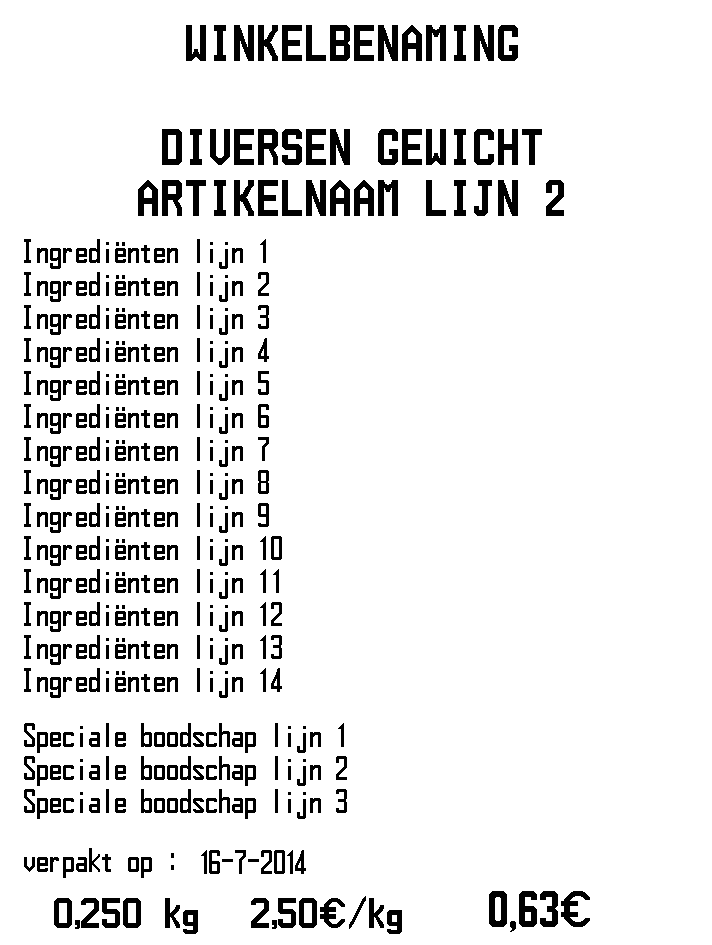 WINKELBENAMING
DIVERSEN GEWICHT
ARTIKELNAAM LIJN 2
Ingrediënten lijn 1
Ingrediënten lijn 2
Ingrediënten lijn 3
Ingrediënten lijn 4
Ingrediënten lijn 5
Ingrediënten lijn 6
Ingrediënten lijn 7
Ingrediënten lijn 8
Ingrediënten lijn 9
Ingrediënten lijn 10
Ingrediënten lijn 11
Ingrediënten lijn 12
Ingrediënten lijn 13
Ingrediënten lijn 14
Speciale boodschap lijn 1
Speciale boodschap lijn 2
Speciale boodschap lijn 3
verpakt op : 16-7-2014
0,250 kg 2,50€/kg 0,63€